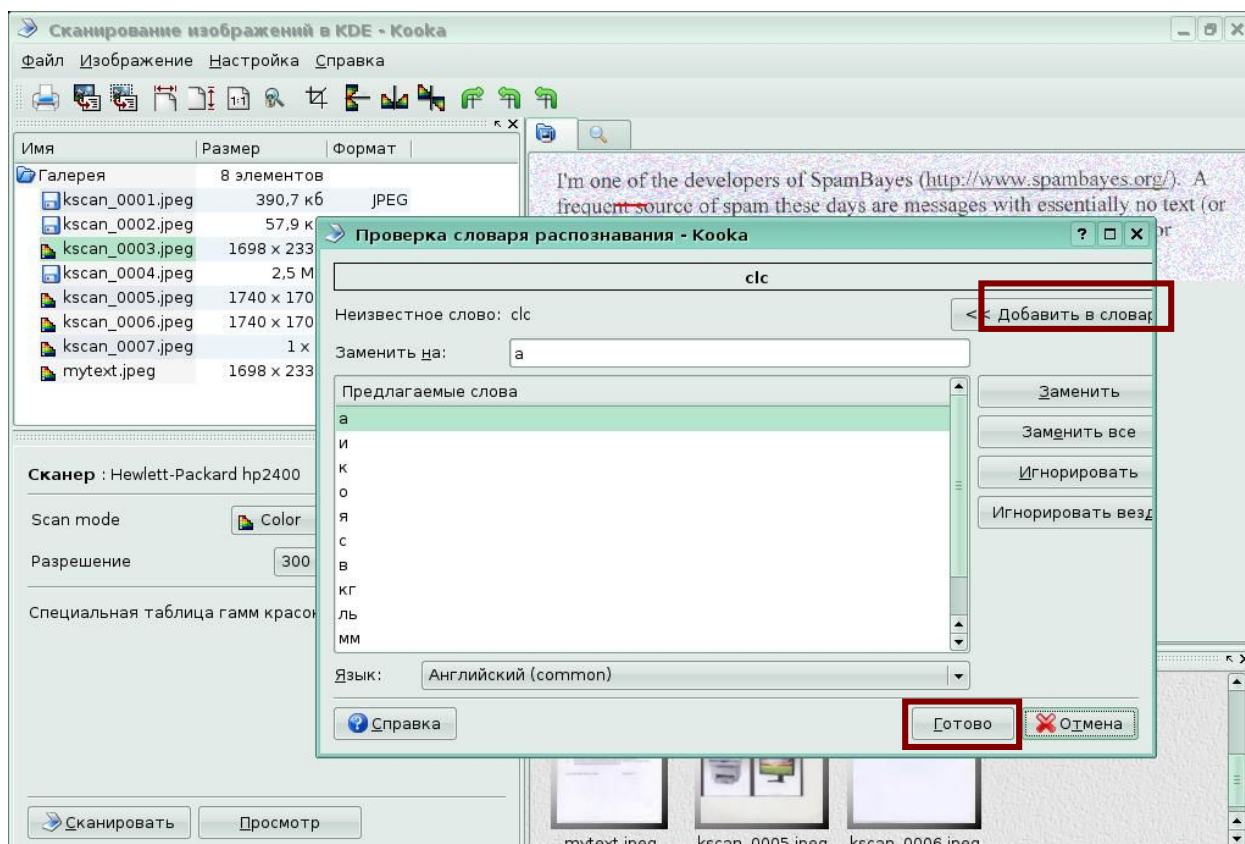 Сканирование изображений в KDE - Kooka
Файл Изображение Настройка Справка
Имя Размер Формат
Галерея 8 элементов
kscan_0001.jpeg 390,7 кб JPEG
kscan_0002.jpeg 57,9 к
kscan_0003.jpeg 1698 x 233
kscan_0004.jpeg 2,5 М
kscan_0005.jpeg 1740 x 170
kscan_0006.jpeg 1740 x 170
kscan_0007.jpeg 1 x
mytext.jpeg 1698 x 233
I'm one of the developers of SpamBayes (http://www.spambayes.org/). A
frequent source of spam these days are messages with essentially no text (or
or
Проверка словаря распознавания - Kooka
clc
Неизвестное слово: clc
<< Добавить в словар
Заменить на: а
Предлагаемые слова
а
и
к
о
я
с
в
кг
ль
мм
Заменить
Заменить все
Игнорировать
Игнорировать везд
Язык: Английский (common)
Справка
Готово
Отмена
Сканер : Hewlett-Packard hp2400
Scan mode Color
Разрешение 300
Специальная таблица гамм красок
Сканировать Просмотр
mytext.jpeg kscan_0005.jpeg kscan_0006.jpeg